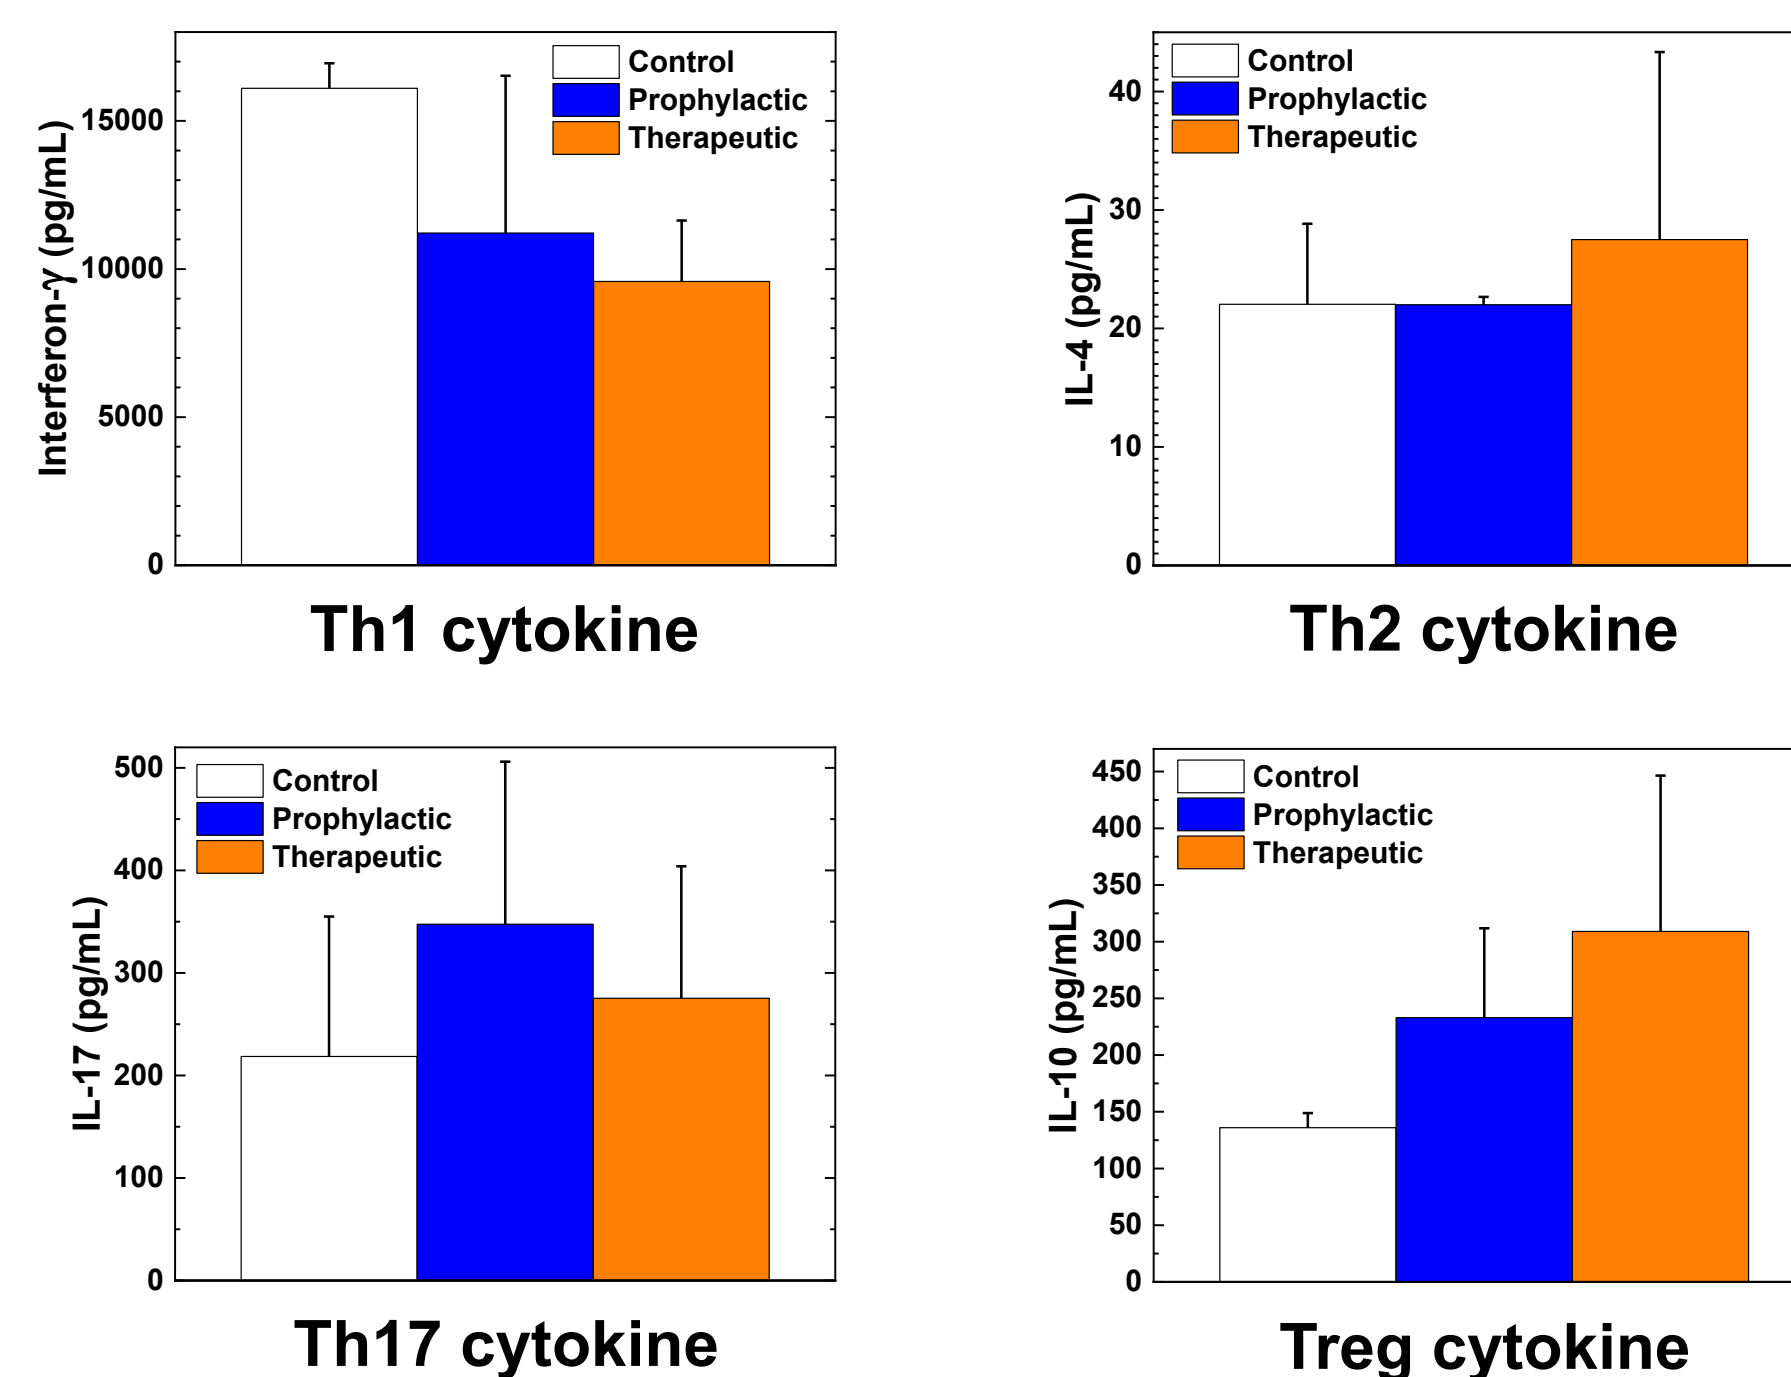 Interferon-γ (pg/mL)
15000
10000
5000
0
Control
Prophylactic
Therapeutic
Th1 cytokine
IL-4 (pg/mL)
40
30
20
10
0
Control
Prophylactic
Therapeutic
Th2 cytokine
IL-17 (pg/mL)
500
400
300
200
100
0
Control
Prophylactic
Therapeutic
Th17 cytokine
IL-10 (pg/mL)
450
400
350
300
250
200
150
100
50
0
Control
Prophylactic
Therapeutic
Treg cytokine